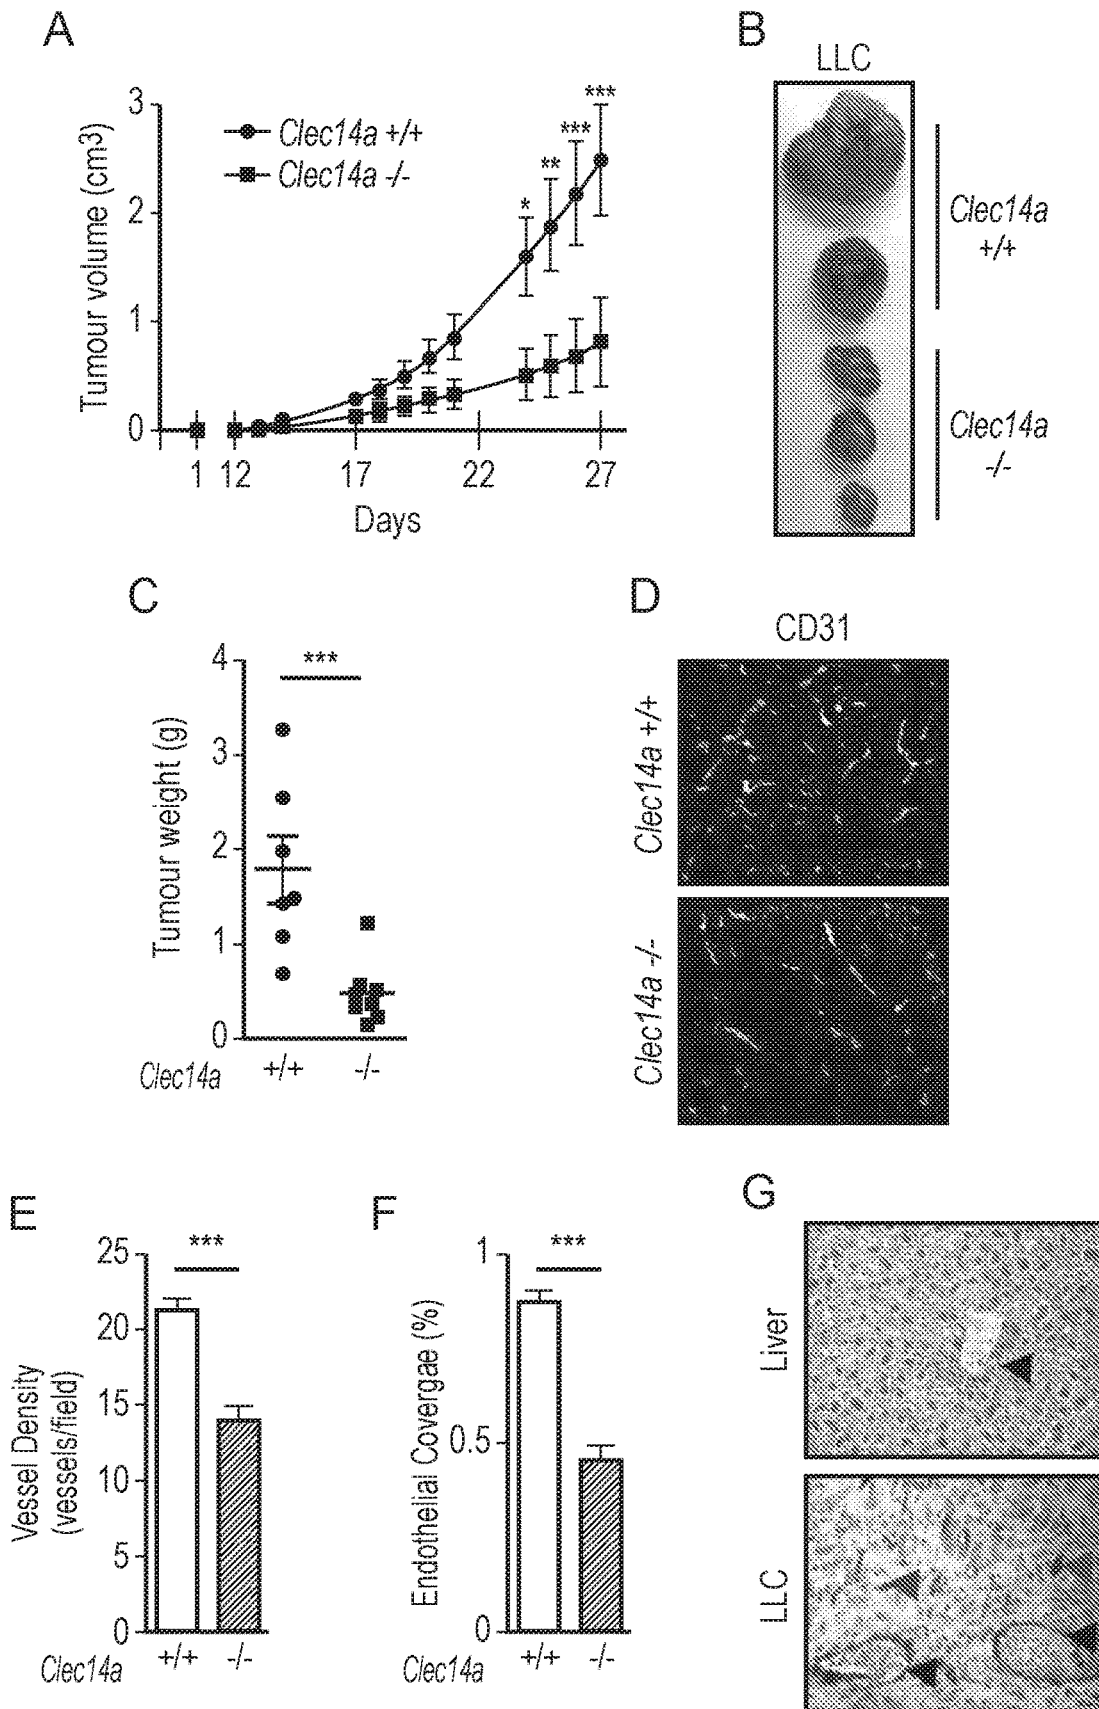 A
Tumour volume (cm3)
3
2
1
0
Clec14a +/+
Clec14a -/-
*
**
***
***
1 12 17 22 27
Days
B
LLC
Clec14a
+/+
Clec14a
-/-
C
Tumour weight (g)
4
3
2
1
0
***
Clec14a +/+ -/-
D
CD31
Clec14a +/+
Clec14a -/-
E
Vessel Density
(vessels/field)
25
20
15
10
5
0
***
Clec14a +/+ -/-
F
Endothelial Covergae (%)
1
0.5
0
***
Clec14a +/+ -/-
G
Liver
LLC